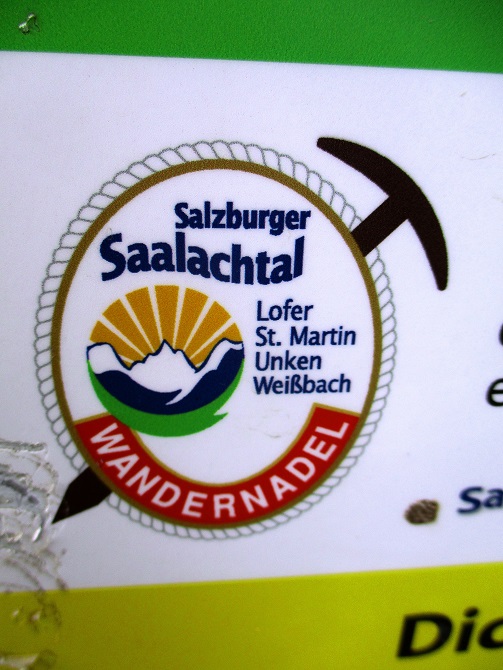 Salzburger
Saalachtal
Lofer
St. Martin
Unken
Weißbach
WANDERNADEL